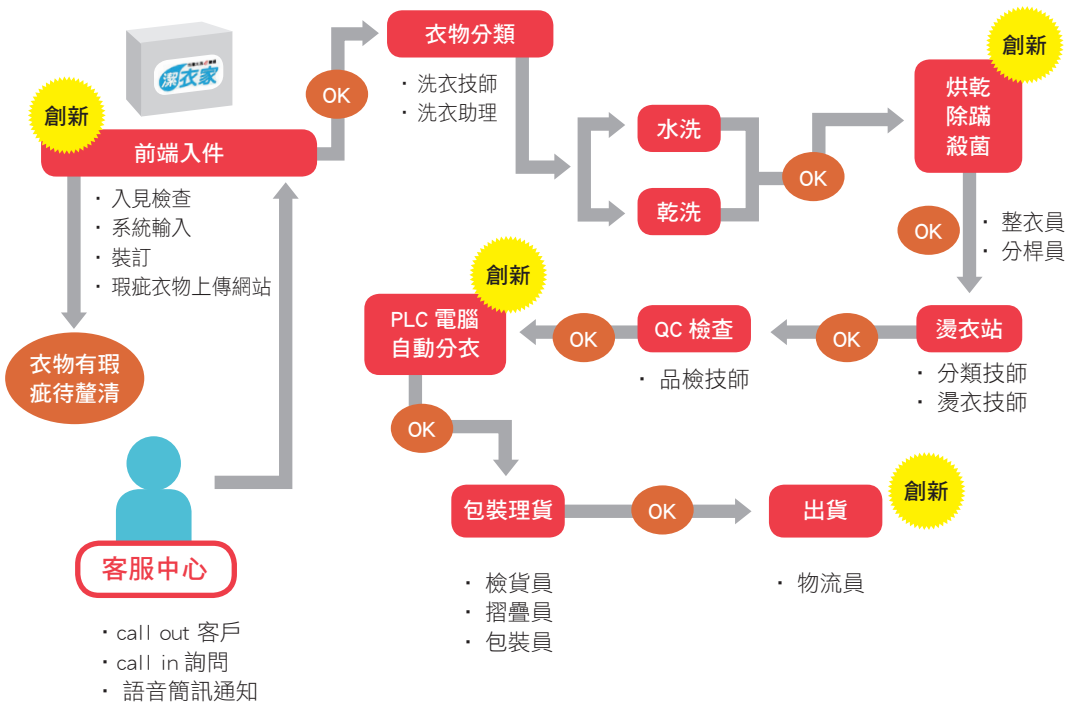 潔衣家
創新
前端入件
・入見檢查
・系統輸入
・裝訂
・瑕疵衣物上傳網站
衣物有瑕
疵待釐清
客服中心
・call out 客戶
・call in 詢問
・語音簡訊通知
OK
衣物分類
・洗衣技師
・洗衣助理
水洗
乾洗
OK
創新
烘乾
除蹣
殺菌
OK
・整衣員
・分桿員
燙衣站
・分類技師
・燙衣技師
OK
QC 檢查
・品檢技師
OK
創新
PLC 電腦
自動分衣
OK
包裝理貨
・檢貨員
・摺疊員
・包裝員
OK
出貨
創新
・物流員